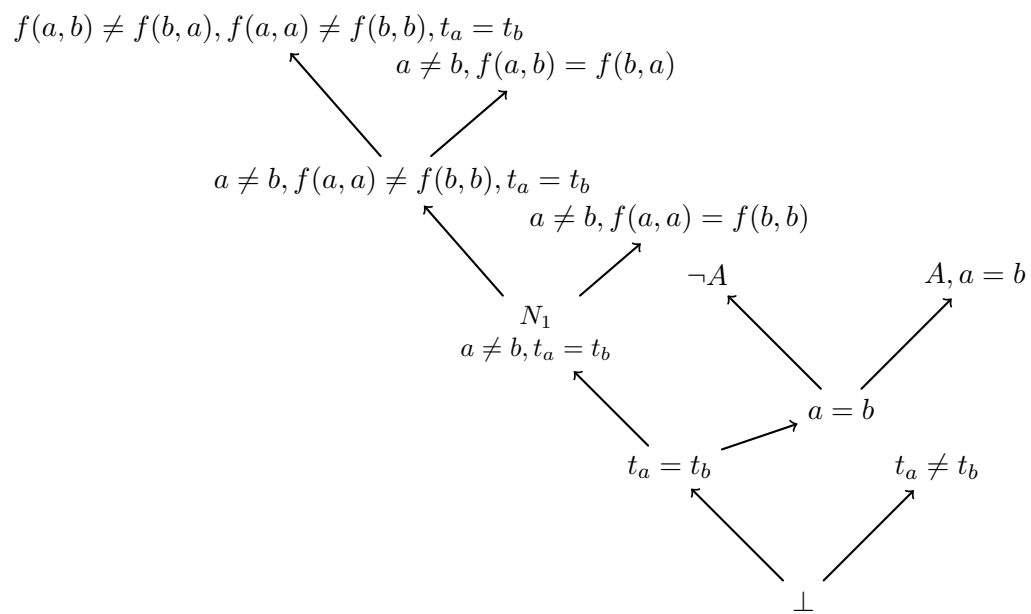 f(a, b) ≠ f(b, a), f(a, a) ≠ f(b, b), t_a = t_b
a ≠ b, f(a, b) = f(b, a)
a ≠ b, f(a, a) ≠ f(b, b), t_a = t_b
a ≠ b, f(a, a) = f(b, b)
¬A
A, a = b
N_1
a ≠ b, t_a = t_b
a = b
t_a = t_b
t_a ≠ t_b
⊥